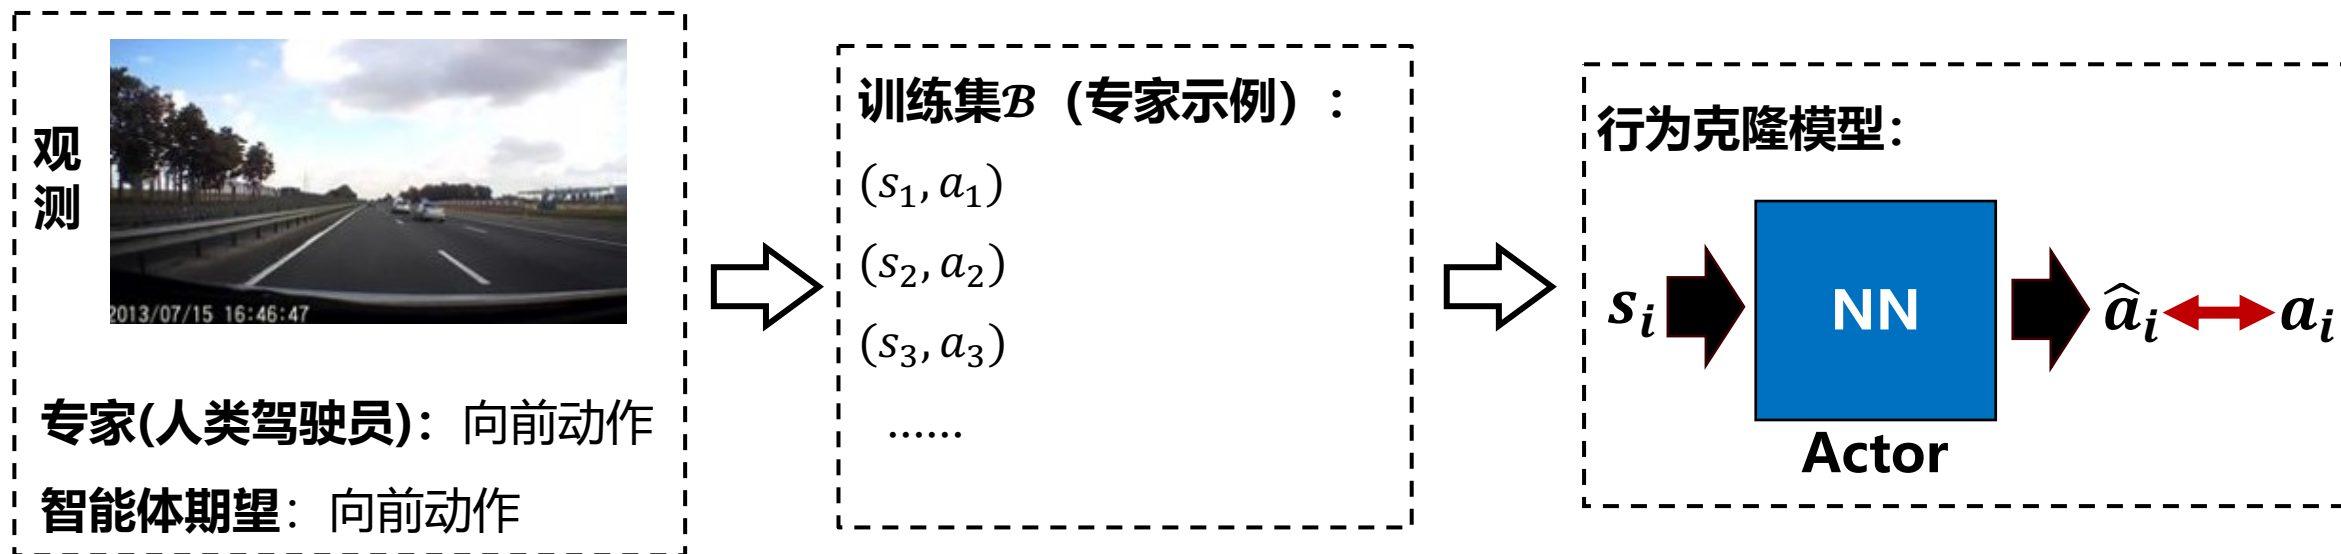 观
测
2013/07/15 16:46:47
专家(人类驾驶员)：向前动作
智能体期望：向前动作
训练集ℬ（专家示例）：
(s₁, a₁)
(s₂, a₂)
(s₃, a₃)
......
行为克隆模型：
sᵢ
NN
âᵢ
aᵢ
Actor